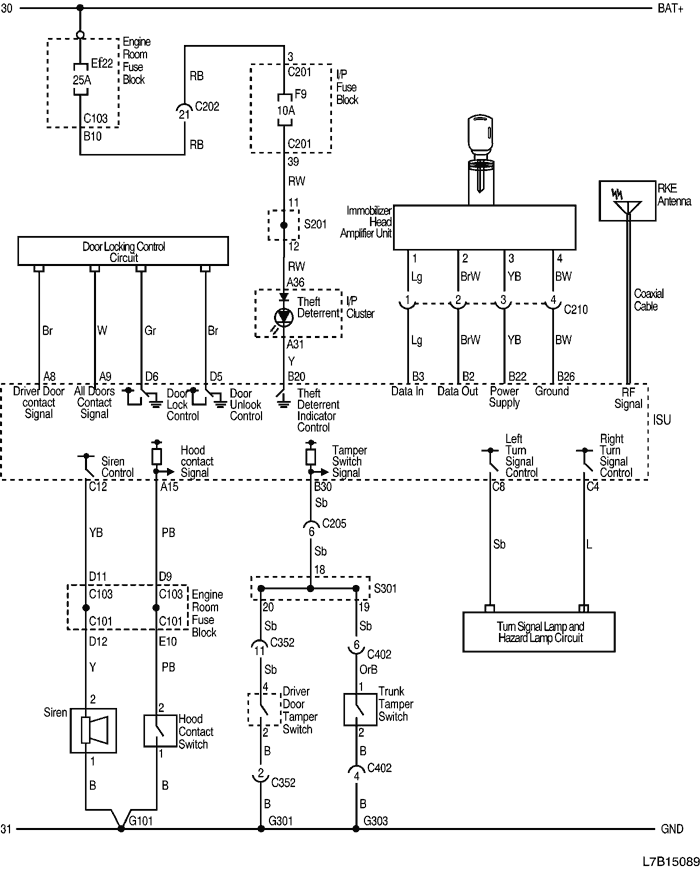 30
BAT+
Engine
Room
Fuse
Block
Ef22
25A
C103
B10
RB
C202
21
RB
3
C201
I/P
Fuse
Block
F9
10A
C201
39
RW
11
S201
12
RW
A36
Theft
Deterrent
I/P
Cluster
A31
Y
B20
Immobilizer
Head
Amplifier Unit
1
2
3
4
Lg
BrW
YB
BW
1
2
3
4
C210
Lg
BrW
YB
BW
B3
B2
B22
B26
Data In
Data Out
Power
Supply
Ground
RKE
Antenna
Coaxial
Cable
RF
Signal
ISU
Door Locking Control
Circuit
Br
W
Gr
Br
A8
A9
D6
D5
Driver Door
contact
Signal
All Doors
Contact
Signal
Door
Lock
Control
Door
Unlock
Control
Theft
Deterrent
Indicator
Control
Siren
Control
Hood
contact
Signal
Tamper
Switch
Signal
Left
Turn
Signal
Control
Right
Turn
Signal
Control
C12
A15
B30
C8
C4
YB
PB
Sb
C205
6
Sb
18
S301
20
19
Sb
L
D11
D9
C103
C103
C101
C101
Engine
Room
Fuse
Block
D12
E10
Y
PB
Sb
Sb
C352
11
6
C402
Sb
OrB
4
1
Driver
Door
Tamper
Switch
Trunk
Tamper
Switch
2
2
B
B
2
C352
C402
4
B
B
Turn Signal Lamp and
Hazard Lamp Circuit
2
2
Siren
Hood
Contact
Switch
1
1
B
B
G101
G301
G303
31
GND
L7B15089